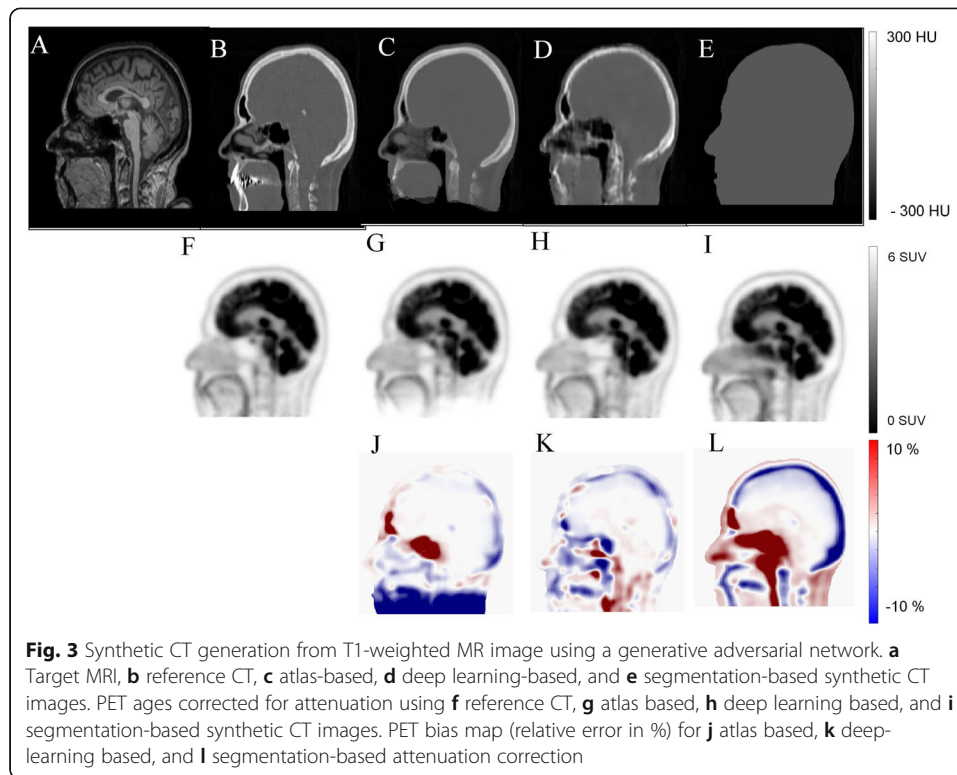 A
B
C
D
E
300 HU
- 300 HU
F
G
H
I
6 SUV
0 SUV
J
K
L
10 %
-10 %
Fig. 3 Synthetic CT generation from T1-weighted MR image using a generative adversarial network. a
Target MRI, b reference CT, c atlas-based, d deep learning-based, and e segmentation-based synthetic CT
images. PET ages corrected for attenuation using f reference CT, g atlas based, h deep learning based, and i
segmentation-based synthetic CT images. PET bias map (relative error in %) for j atlas based, k deep-
learning based, and l segmentation-based attenuation correction